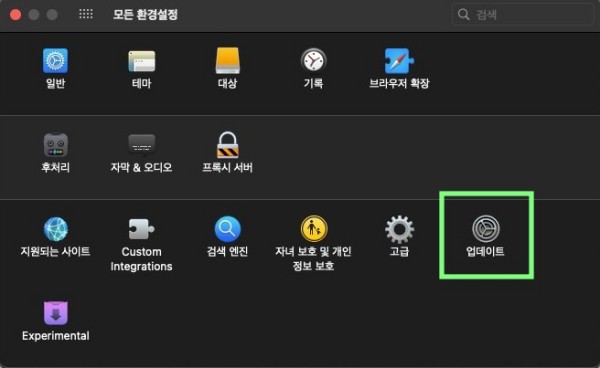 모든 환경설정
검색
일반
테마
대상
기록
브라우저 확장
후처리
자막 & 오디오
프록시 서버
지원되는 사이트
Custom
Integrations
검색 엔진
자녀 보호 및 개인
정보 보호
고급
업데이트
Experimental